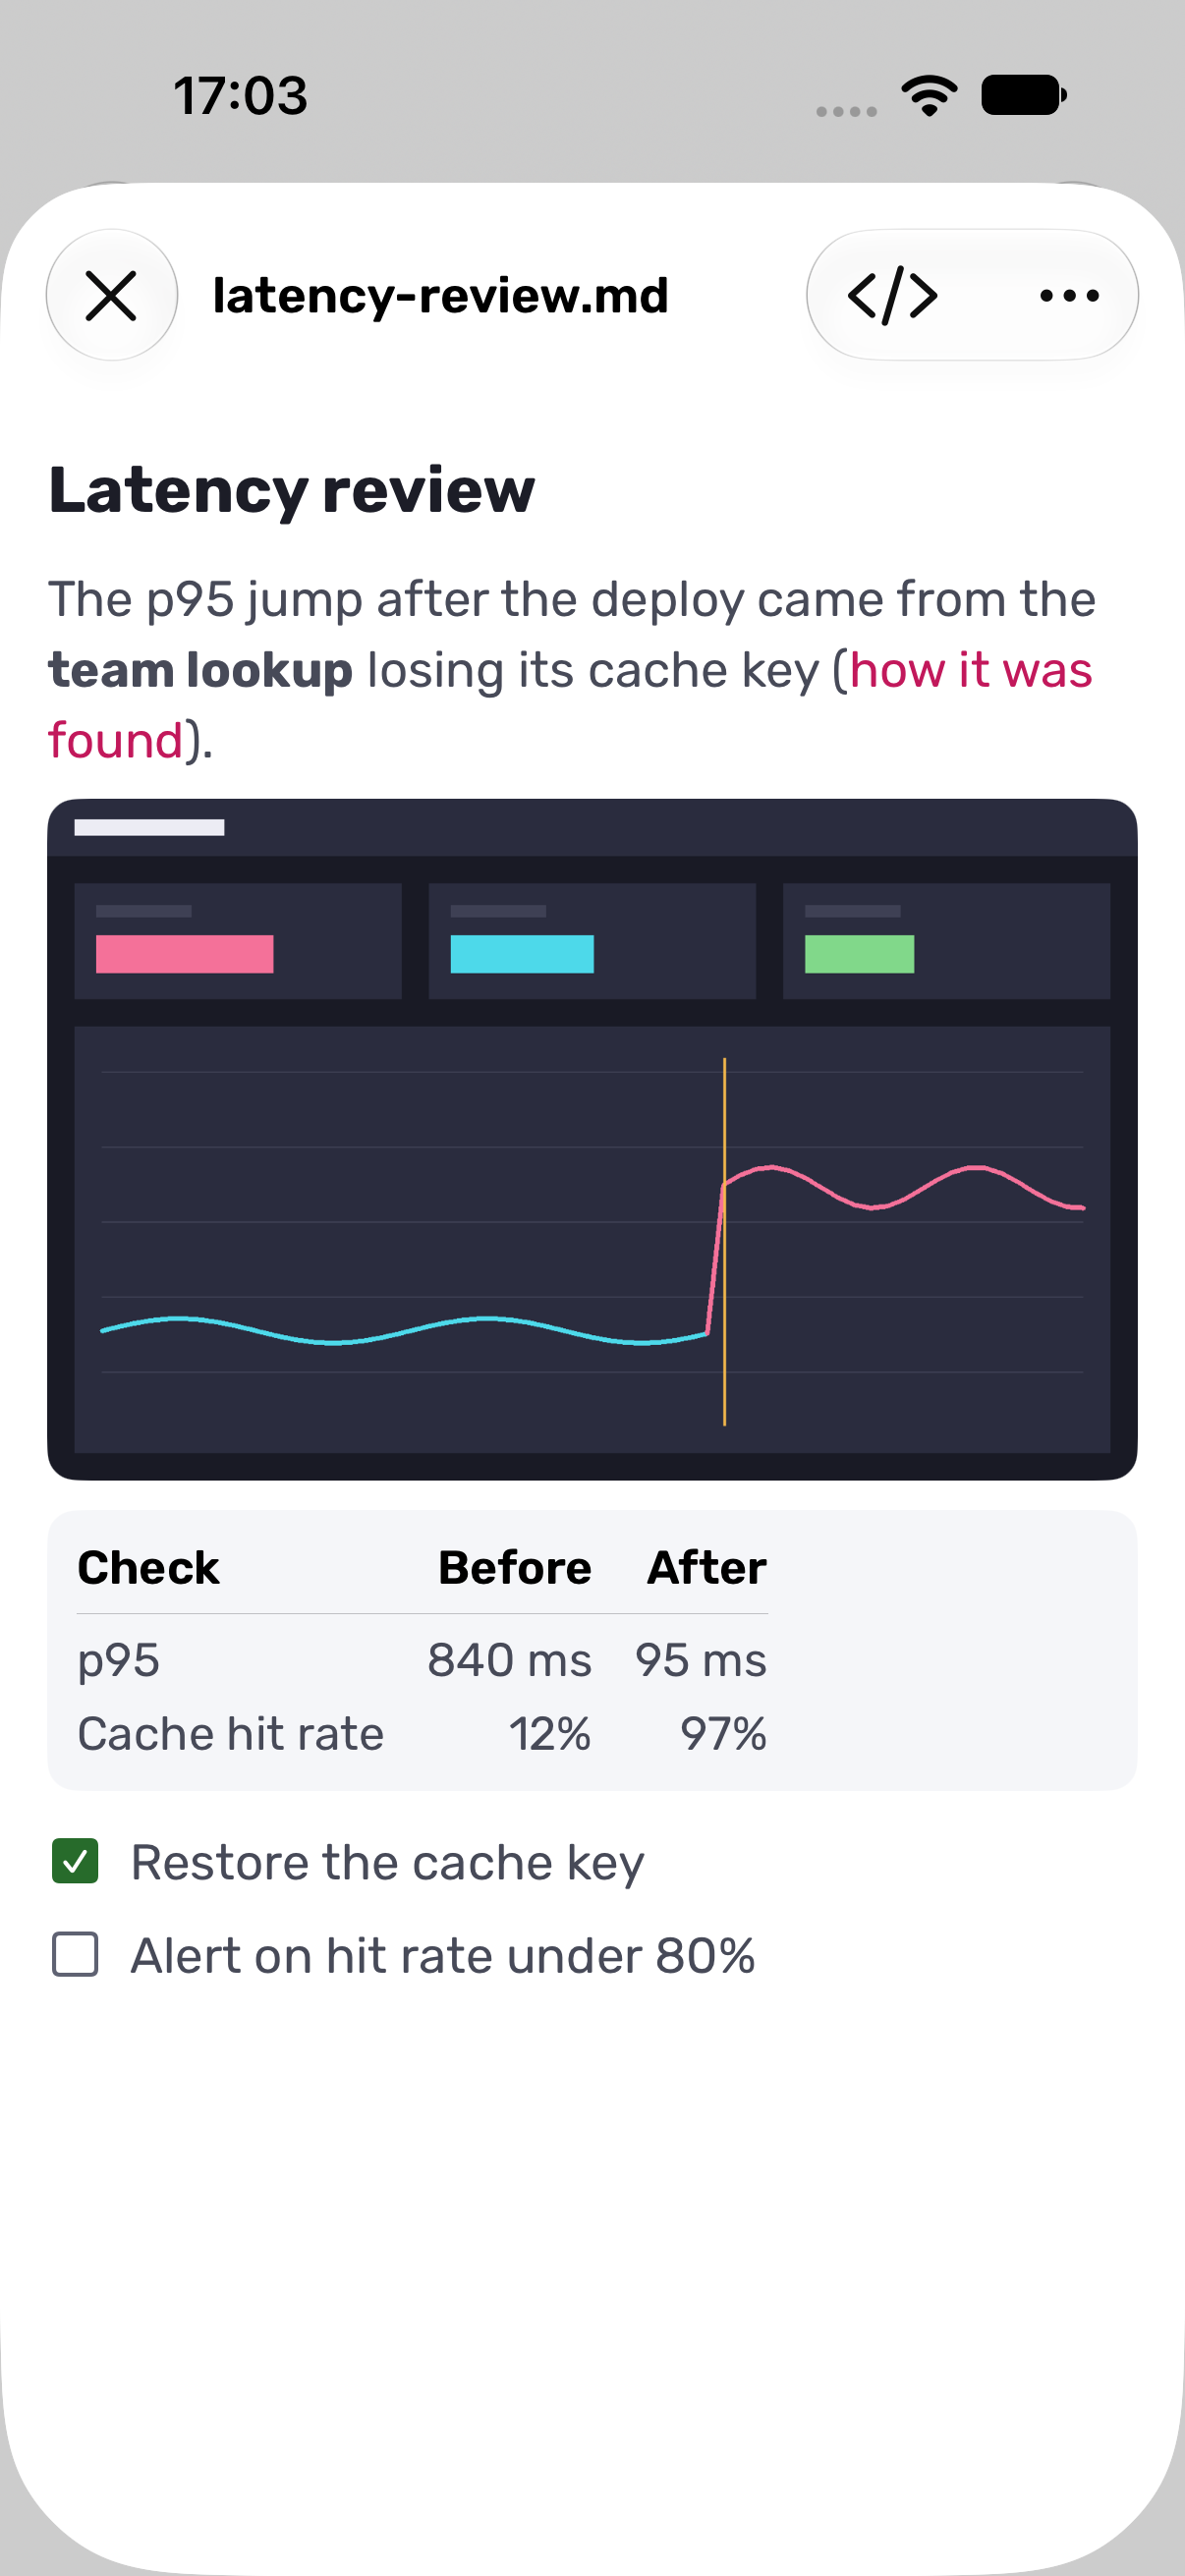 17:03
latency-review.md
Latency review
The p95 jump after the deploy came from the
team lookup losing its cache key (how it was
found).
Check Before After
p95 840 ms 95 ms
Cache hit rate 12% 97%
Restore the cache key
Alert on hit rate under 80%